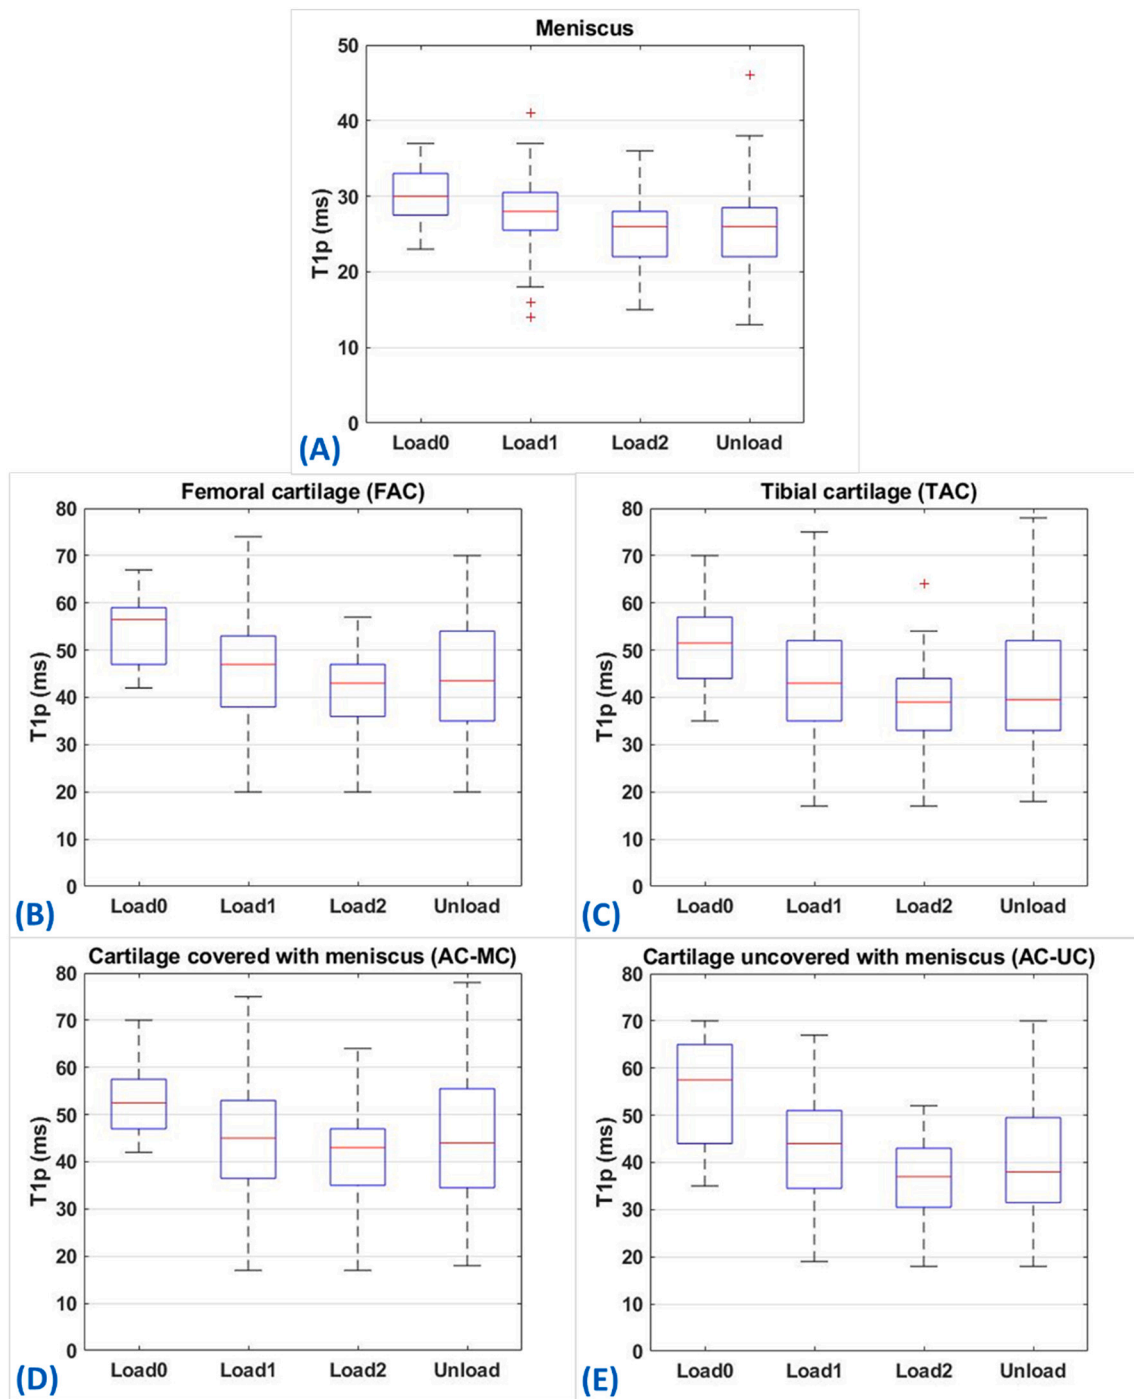 Meniscus
50
40
30
20
10
0
T1p (ms)
Load0 Load1 Load2 Unload
(A)
Femoral cartilage (FAC)
80
70
60
50
40
30
20
10
0
T1p (ms)
Load0 Load1 Load2 Unload
(B)
Tibial cartilage (TAC)
80
70
60
50
40
30
20
10
0
T1p (ms)
Load0 Load1 Load2 Unload
(C)
Cartilage covered with meniscus (AC-MC)
80
70
60
50
40
30
20
10
0
T1p (ms)
Load0 Load1 Load2 Unload
(D)
Cartilage uncovered with meniscus (AC-UC)
80
70
60
50
40
30
20
10
0
T1p (ms)
Load0 Load1 Load2 Unload
(E)